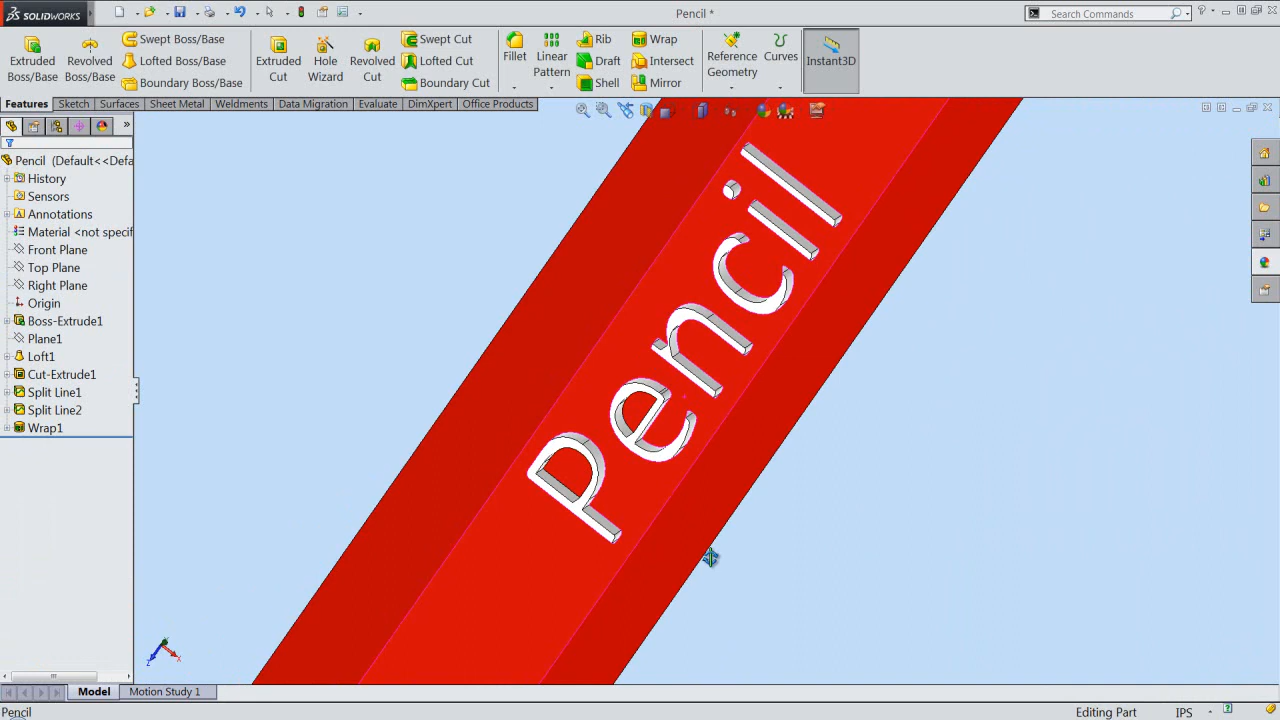 SOLIDWORKS
Pencil *
Search Commands
Extruded Boss/Base
Revolved Boss/Base
Swept Boss/Base
Lofted Boss/Base
Boundary Boss/Base
Extruded Cut
Hole Wizard
Revolved Cut
Swept Cut
Lofted Cut
Boundary Cut
Fillet
Linear Pattern
Rib
Draft
Shell
Wrap
Intersect
Mirror
Reference Geometry
Curves
Instant3D
Features
Sketch
Surfaces
Sheet Metal
Weldments
Data Migration
Evaluate
DimXpert
Office Products
Pencil (Default<<Defa
History
Sensors
Annotations
Material <not specif
Front Plane
Top Plane
Right Plane
Origin
Boss-Extrude1
Plane1
Loft1
Cut-Extrude1
Split Line1
Split Line2
Wrap1
Pencil
Model
Motion Study 1
Pencil
Editing Part
IPS